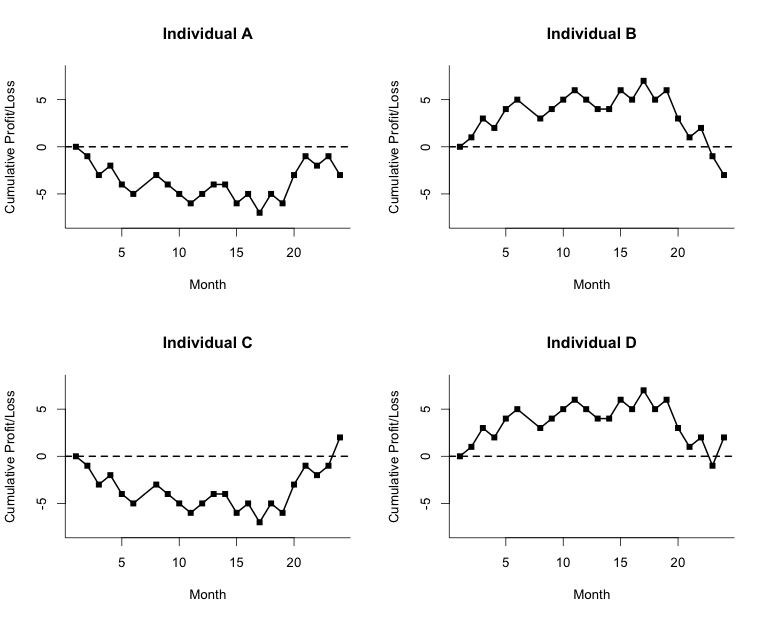 Individual A
Cumulative Profit/Loss
5
0
-5
5 10 15 20
Month
Individual B
Cumulative Profit/Loss
5
0
-5
5 10 15 20
Month
Individual C
Cumulative Profit/Loss
5
0
-5
5 10 15 20
Month
Individual D
Cumulative Profit/Loss
5
0
-5
5 10 15 20
Month